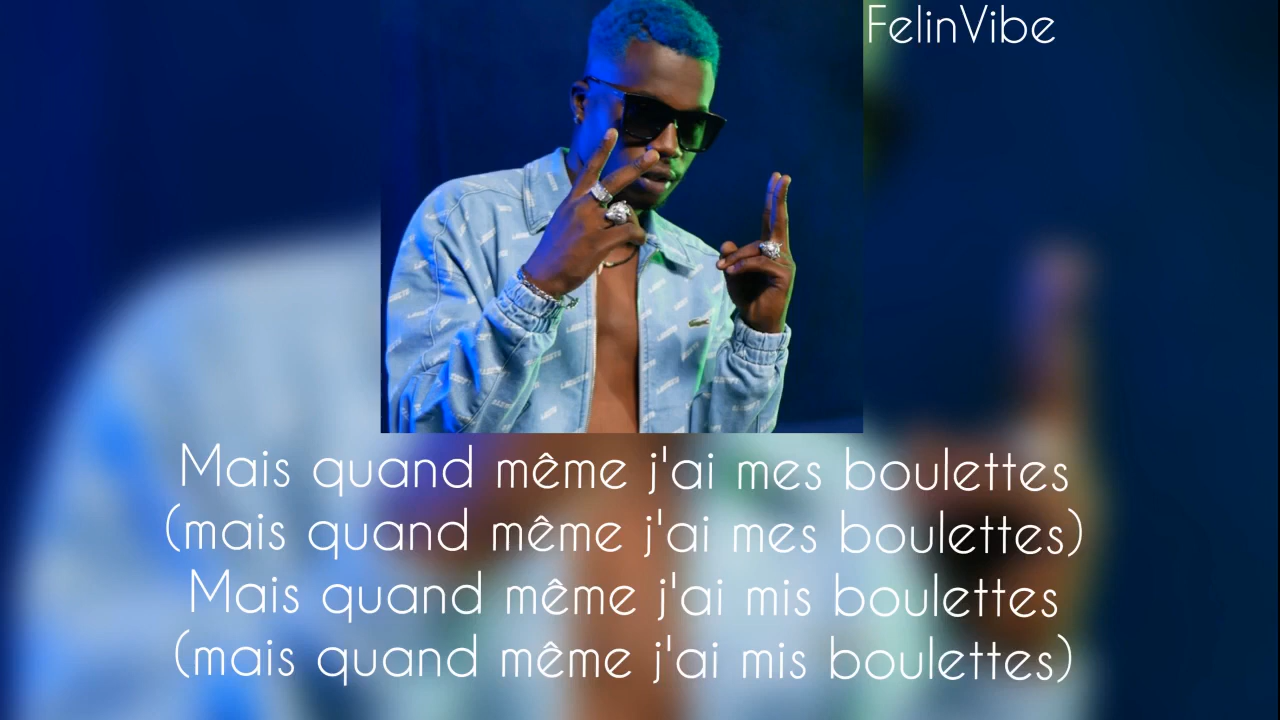 FelinVibe
Mais quand même j'ai mes boulettes
(mais quand même j'ai mes boulettes)
Mais quand même j'ai mis boulettes
(mais quand même j'ai mis boulettes)